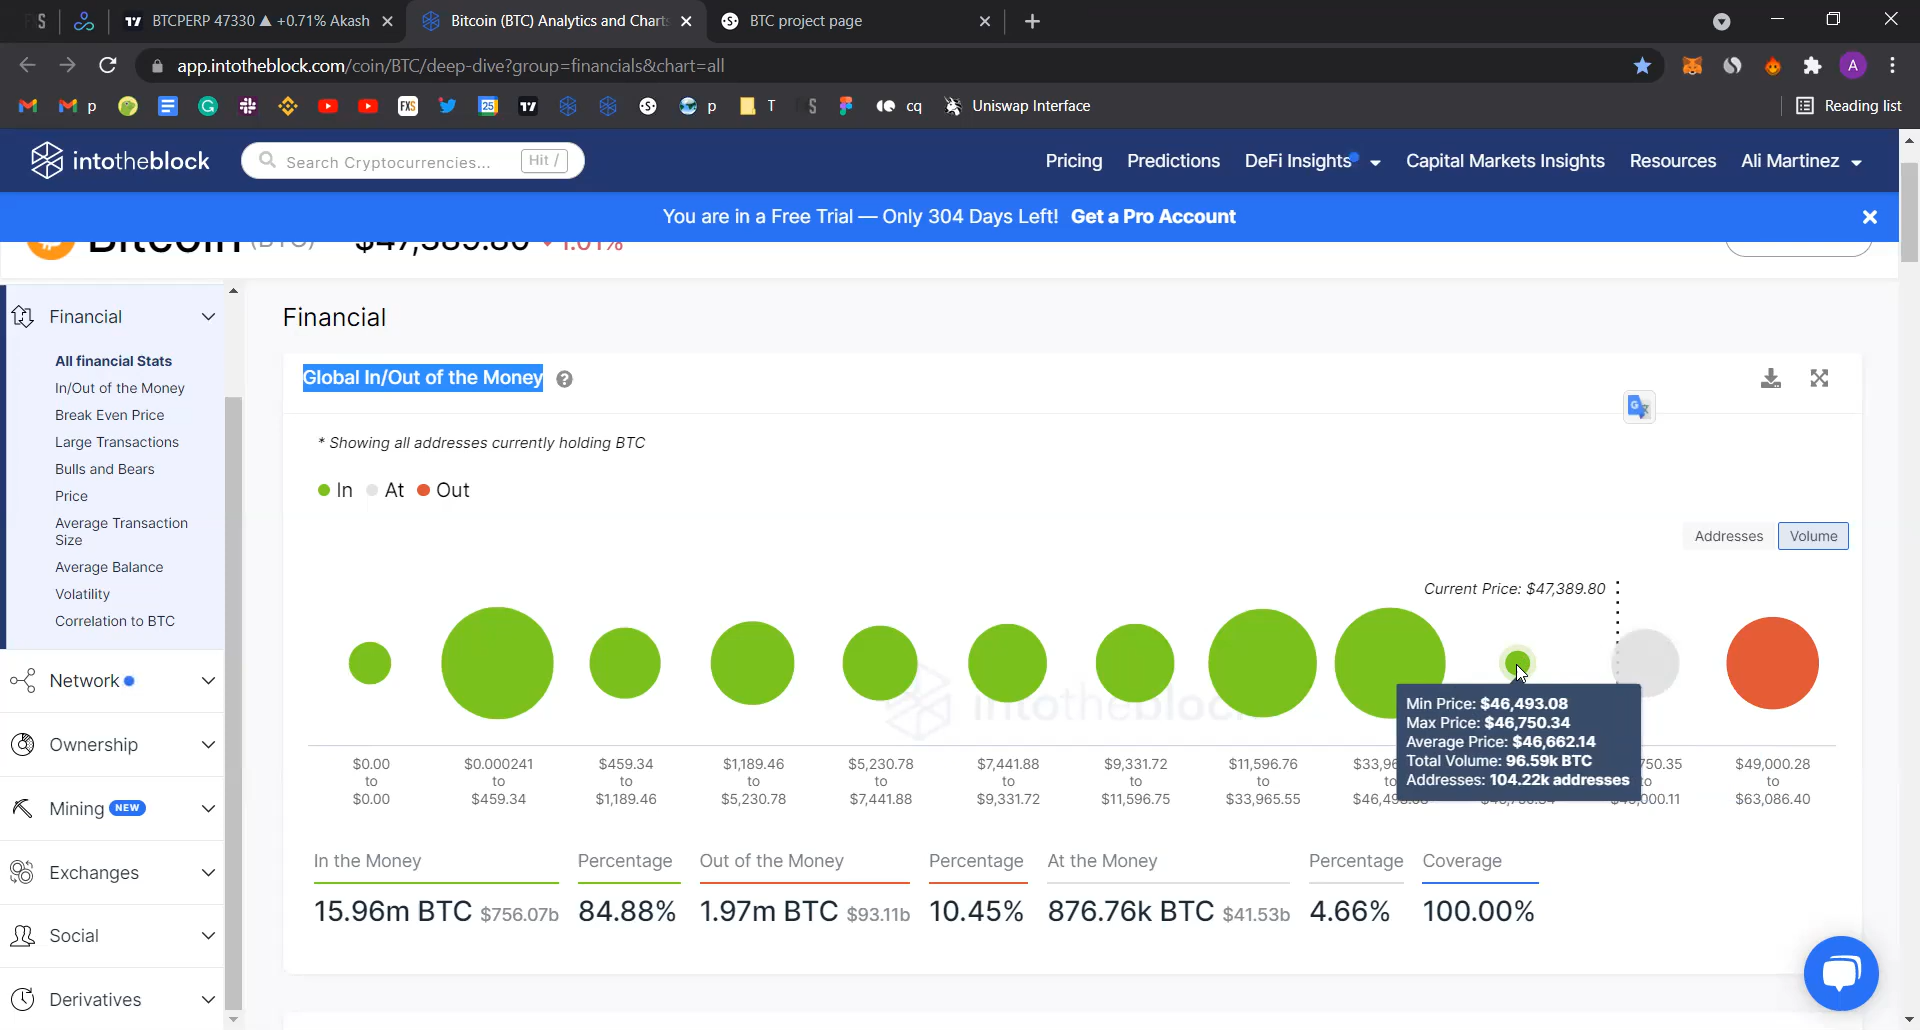 BTCPERP 47330 ▲ +0.71% Akash
Bitcoin (BTC) Analytics and Charts
BTC project page
app.intotheblock.com/coin/BTC/deep-dive?group=financials&chart=all
p
T
cq
Uniswap Interface
Reading list
intotheblock
Search Cryptocurrencies...
Hit /
Pricing
Predictions
DeFi Insights
Capital Markets Insights
Resources
Ali Martinez
You are in a Free Trial — Only 304 Days Left! Get a Pro Account
Bitcoin (BTC) $47,389.80 1.01%
Financial
All financial Stats
In/Out of the Money
Break Even Price
Large Transactions
Bulls and Bears
Price
Average Transaction
Size
Average Balance
Volatility
Correlation to BTC
Network
Ownership
Mining NEW
Exchanges
Social
Derivatives
Financial
Global In/Out of the Money
* Showing all addresses currently holding BTC
In At Out
Addresses Volume
Current Price: $47,389.80
intotheblock
Min Price: $46,493.08
Max Price: $46,750.34
Average Price: $46,662.14
Total Volume: 96.59k BTC
Addresses: 104.22k addresses
$0.00
to
$0.00
$0.000241
to
$459.34
$459.34
to
$1,189.46
$1,189.46
to
$5,230.78
$5,230.78
to
$7,441.88
$7,441.88
to
$9,331.72
$9,331.72
to
$11,596.75
$11,596.76
to
$33,965.55
$49,000.28
to
$63,086.40
In the Money Percentage Out of the Money Percentage At the Money Percentage Coverage
15.96m BTC $756.07b 84.88% 1.97m BTC $93.11b 10.45% 876.76k BTC $41.53b 4.66% 100.00%